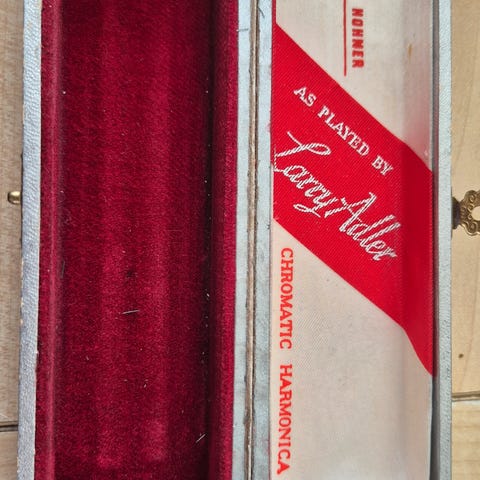 HOHNER
AS PLAYED BY
Larry Adler
CHROMATIC HARMONICA